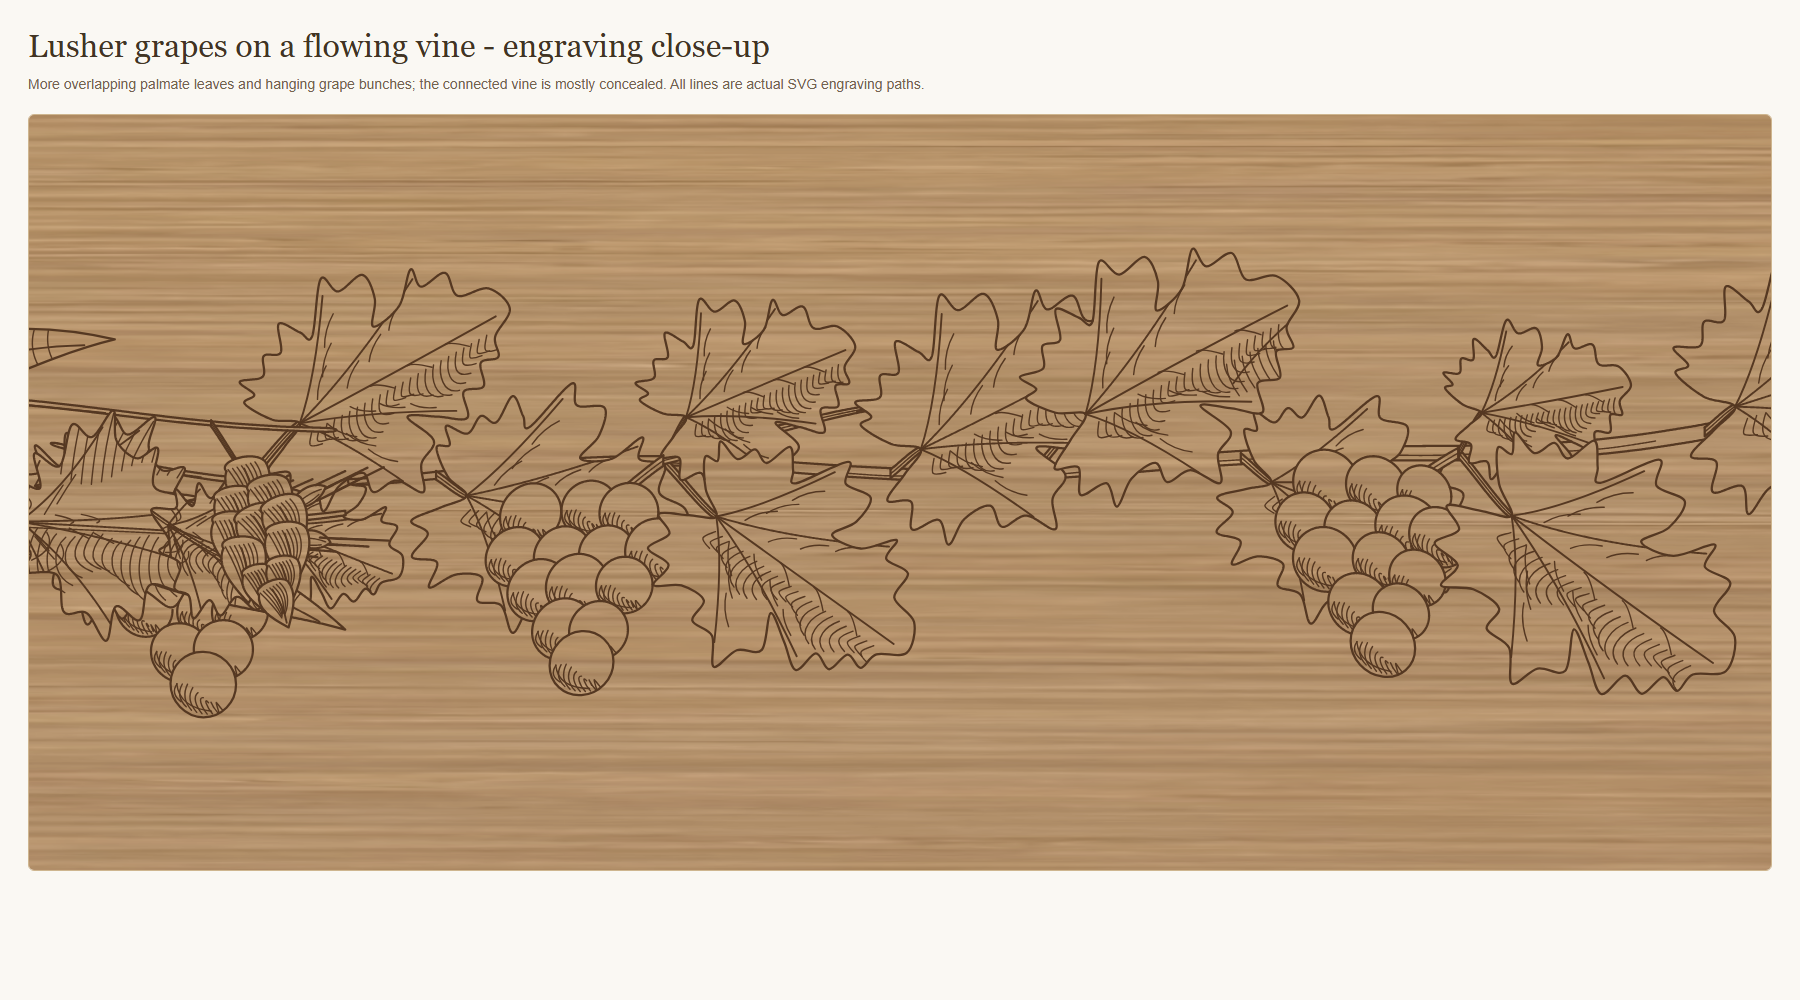 Lusher grapes on a flowing vine - engraving close-up
More overlapping palmate leaves and hanging grape bunches; the connected vine is mostly concealed. All lines are actual SVG engraving paths.